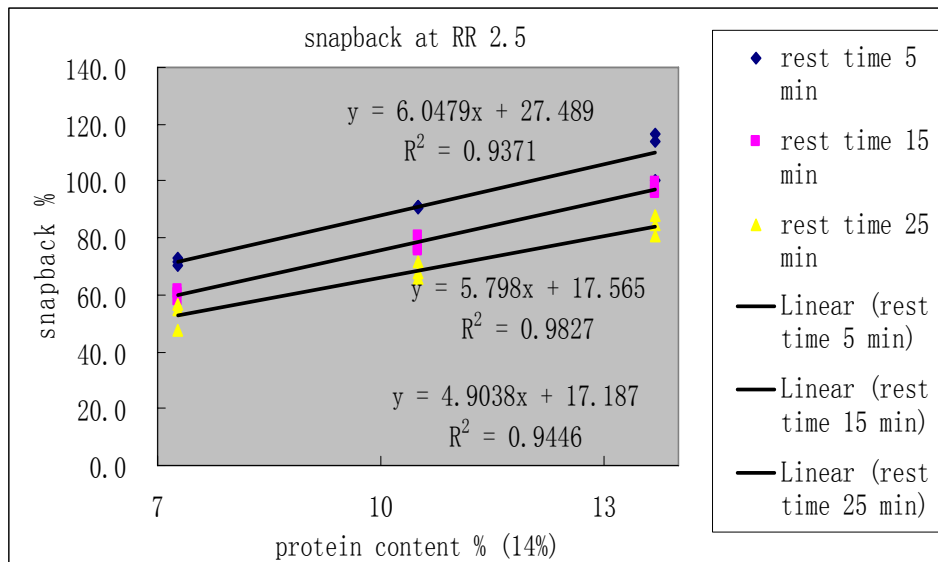 snapback at RR 2.5
140.0
120.0
100.0
80.0
60.0
40.0
20.0
0.0
snapback %
y = 6.0479x + 27.489
R² = 0.9371
y = 5.798x + 17.565
R² = 0.9827
y = 4.9038x + 17.187
R² = 0.9446
7
10
13
protein content % (14%)
rest time 5
min
rest time 15
min
rest time 25
min
Linear (rest
time 5 min)
Linear (rest
time 15 min)
Linear (rest
time 25 min)